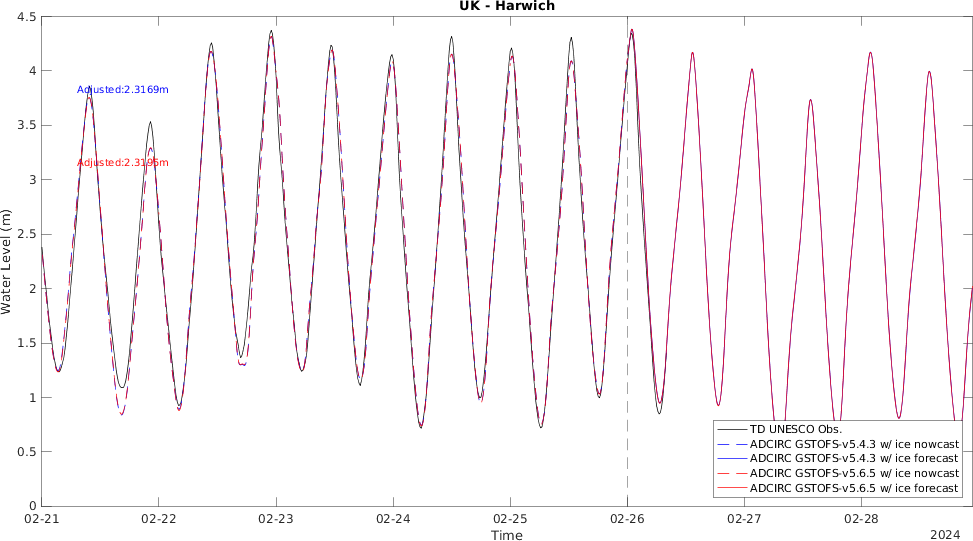 UK - Harwich
4.5
4
3.5
3
2.5
2
1.5
1
0.5
0
Water Level (m)
Adjusted:2.3169m
Adjusted:2.3195m
TD UNESCO Obs.
ADCIRC GSTOFS-v5.4.3 w/ ice nowcast
ADCIRC GSTOFS-v5.4.3 w/ ice forecast
ADCIRC GSTOFS-v5.6.5 w/ ice nowcast
ADCIRC GSTOFS-v5.6.5 w/ ice forecast
02-21 02-22 02-23 02-24 02-25 02-26 02-27 02-28
Time
2024